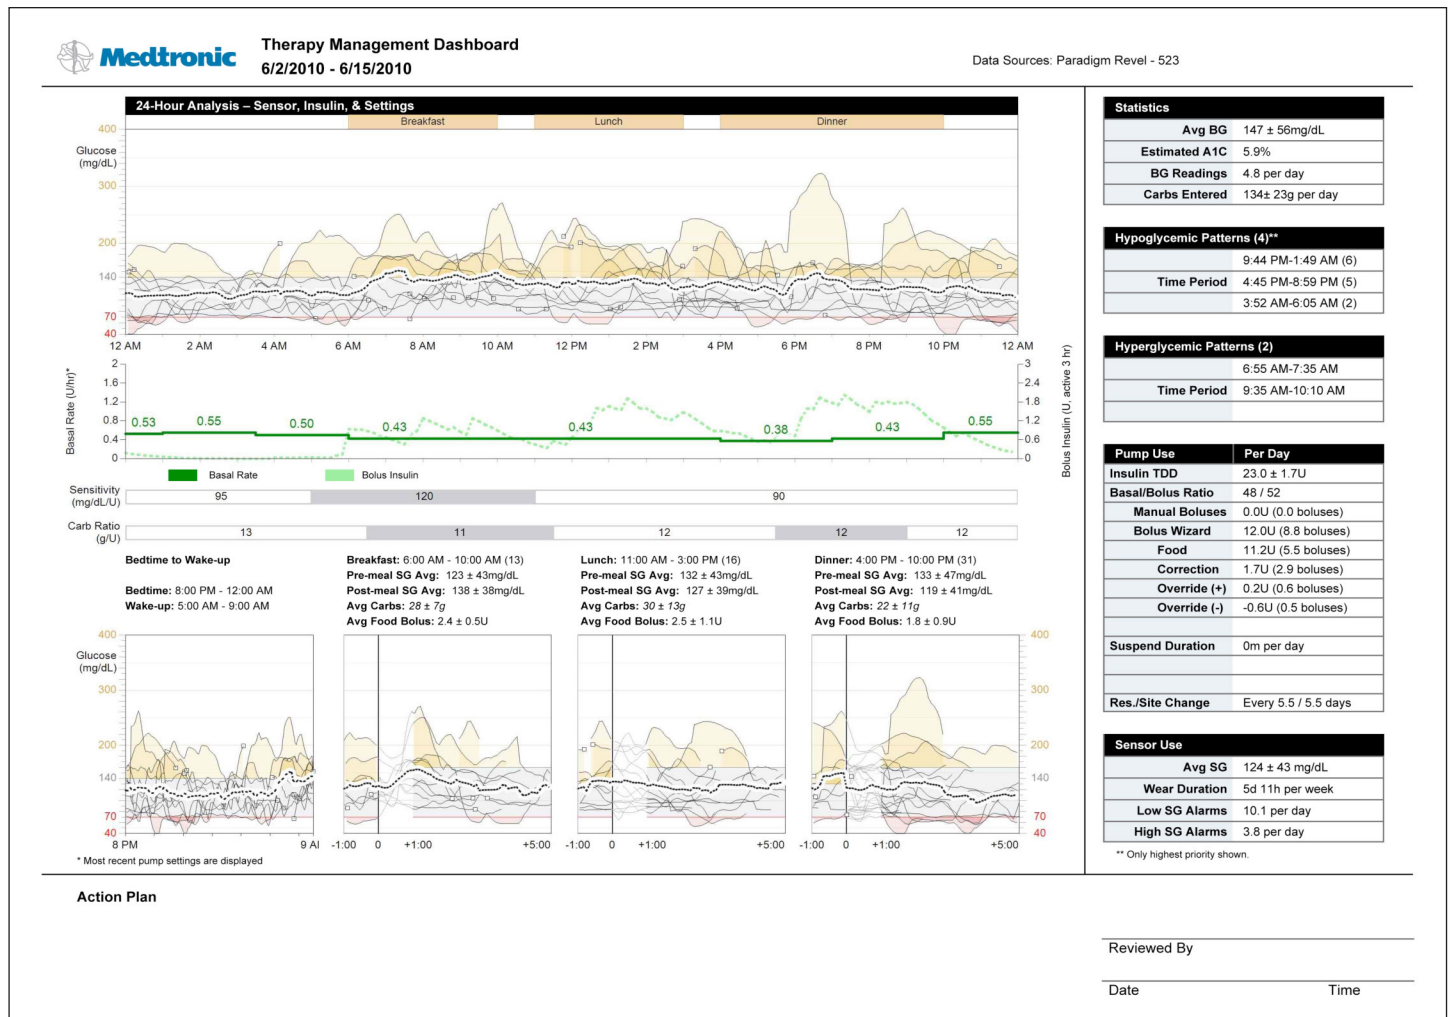 Medtronic
Therapy Management Dashboard
6/2/2010 - 6/15/2010
Data Sources: Paradigm Revel - 523
24-Hour Analysis – Sensor, Insulin, & Settings
Breakfast Lunch Dinner
400
Glucose
(mg/dL)
300
200
140
70
40
12 AM 2 AM 4 AM 6 AM 8 AM 10 AM 12 PM 2 PM 4 PM 6 PM 8 PM 10 PM 12 AM
Basal Rate (U/hr)*
2
1.6
1.2
0.8
0.4
0
0.53 0.55 0.50 0.43 0.43 0.38 0.43 0.55
3
2.4
1.8
1.2
0.6
0
Bolus Insulin (U, active 3 hr)
Basal Rate Bolus Insulin
Sensitivity
(mg/dL/U)
95 120 90
Carb Ratio
(g/U)
13 11 12 12 12
Bedtime to Wake-up
Bedtime: 8:00 PM - 12:00 AM
Wake-up: 5:00 AM - 9:00 AM
Breakfast: 6:00 AM - 10:00 AM (13)
Pre-meal SG Avg: 123 ± 43mg/dL
Post-meal SG Avg: 138 ± 38mg/dL
Avg Carbs: 28 ± 7g
Avg Food Bolus: 2.4 ± 0.5U
Lunch: 11:00 AM - 3:00 PM (16)
Pre-meal SG Avg: 132 ± 43mg/dL
Post-meal SG Avg: 127 ± 39mg/dL
Avg Carbs: 30 ± 13g
Avg Food Bolus: 2.5 ± 1.1U
Dinner: 4:00 PM - 10:00 PM (31)
Pre-meal SG Avg: 133 ± 47mg/dL
Post-meal SG Avg: 119 ± 41mg/dL
Avg Carbs: 22 ± 11g
Avg Food Bolus: 1.8 ± 0.9U
400
Glucose
(mg/dL)
300
200
140
70
40
8 PM 9 AI
-1:00 0 +1:00 +5:00
-1:00 0 +1:00 +5:00
-1:00 0 +1:00 +5:00
400
300
200
140
70
40
* Most recent pump settings are displayed
Statistics
Avg BG 147 ± 56mg/dL
Estimated A1C 5.9%
BG Readings 4.8 per day
Carbs Entered 134± 23g per day
Hypoglycemic Patterns (4)**
9:44 PM-1:49 AM (6)
Time Period 4:45 PM-8:59 PM (5)
3:52 AM-6:05 AM (2)
Hyperglycemic Patterns (2)
6:55 AM-7:35 AM
Time Period 9:35 AM-10:10 AM
Pump Use Per Day
Insulin TDD 23.0 ± 1.7U
Basal/Bolus Ratio 48 / 52
Manual Boluses 0.0U (0.0 boluses)
Bolus Wizard 12.0U (8.8 boluses)
Food 11.2U (5.5 boluses)
Correction 1.7U (2.9 boluses)
Override (+) 0.2U (0.6 boluses)
Override (-) -0.6U (0.5 boluses)
Suspend Duration 0m per day
Res./Site Change Every 5.5 / 5.5 days
Sensor Use
Avg SG 124 ± 43 mg/dL
Wear Duration 5d 11h per week
Low SG Alarms 10.1 per day
High SG Alarms 3.8 per day
** Only highest priority shown.
Action Plan
Reviewed By
Date Time